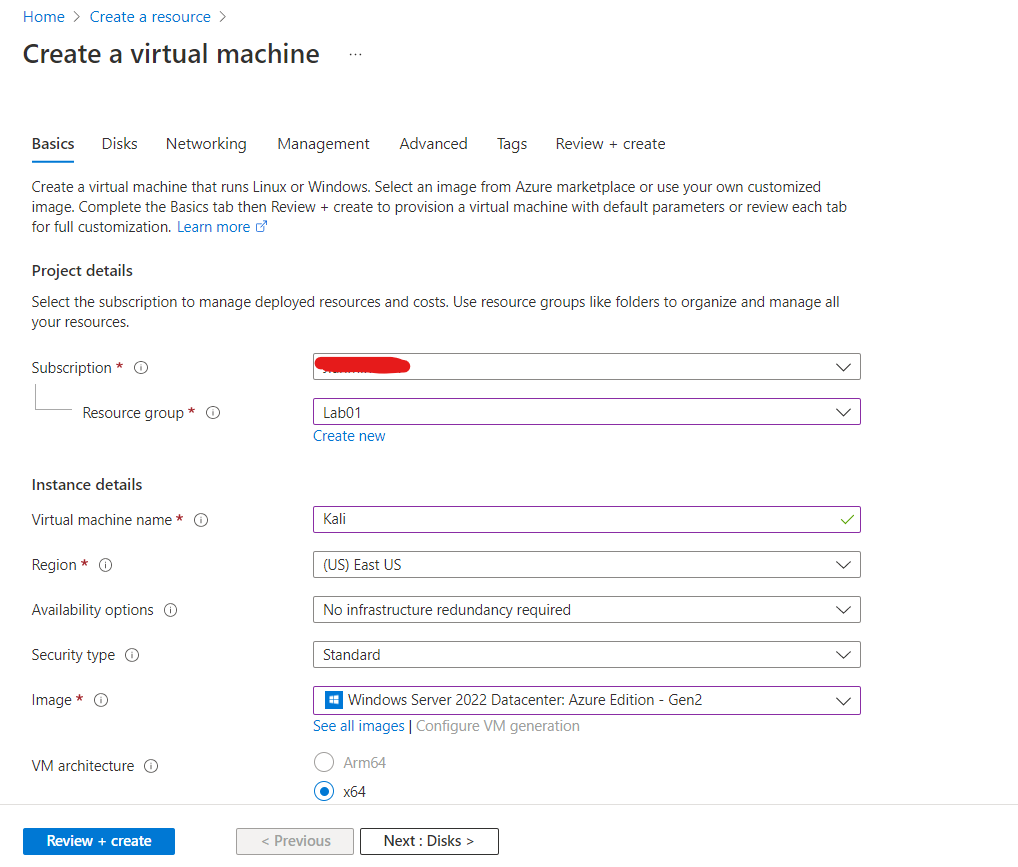 Home > Create a resource >
Create a virtual machine ...
Basics Disks Networking Management Advanced Tags Review + create
Create a virtual machine that runs Linux or Windows. Select an image from Azure marketplace or use your own customized
image. Complete the Basics tab then Review + create to provision a virtual machine with default parameters or review each tab
for full customization. Learn more
Project details
Select the subscription to manage deployed resources and costs. Use resource groups like folders to organize and manage all
your resources.
Subscription *
Resource group * Lab01
Create new
Instance details
Virtual machine name * Kali
Region * (US) East US
Availability options No infrastructure redundancy required
Security type Standard
Image * Windows Server 2022 Datacenter: Azure Edition - Gen2
See all images | Configure VM generation
VM architecture Arm64
x64
Review + create < Previous Next : Disks >